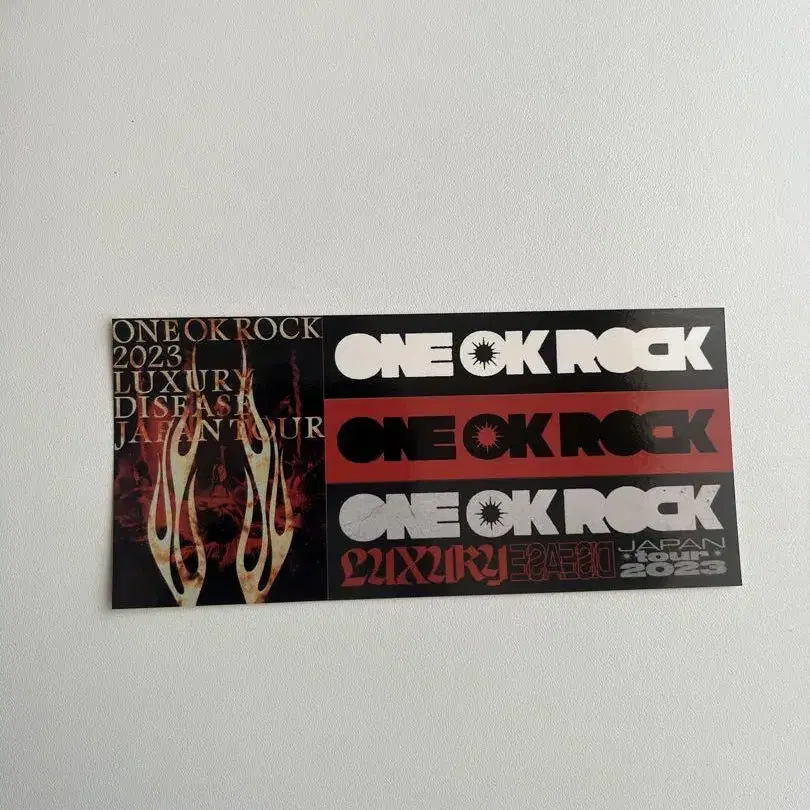 ONE OK ROCK
2023
LUXURY
DISEASE
JAPAN TOUR
ONE OK ROCK
ONE OK ROCK
ONE OK ROCK
LUXURY DISEASE
JAPAN
tour
2023